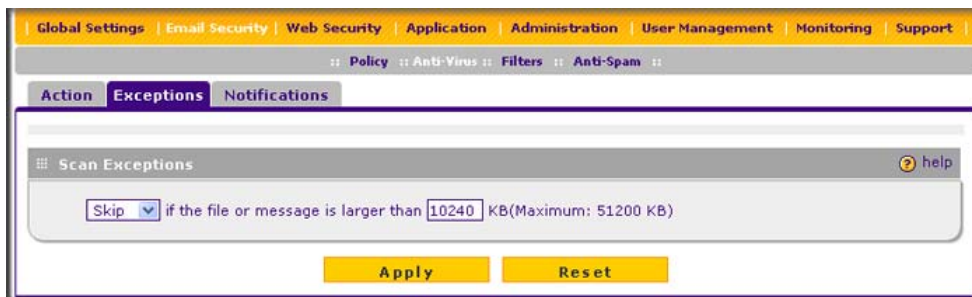 Global Settings | Email Security | Web Security | Application | Administration | User Management | Monitoring | Support
:: Policy :: Anti-Virus :: Filters :: Anti-Spam ::
Action Exceptions Notifications
Scan Exceptions ? help
Skip if the file or message is larger than 10240 KB(Maximum: 51200 KB)
Apply Reset